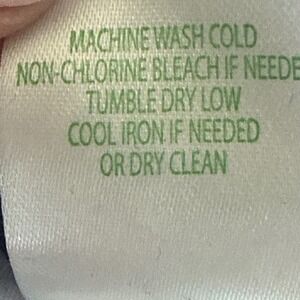 MACHINE WASH COLD
NON-CHLORINE BLEACH IF NEEDE
TUMBLE DRY LOW
COOL IRON IF NEEDED
OR DRY CLEAN